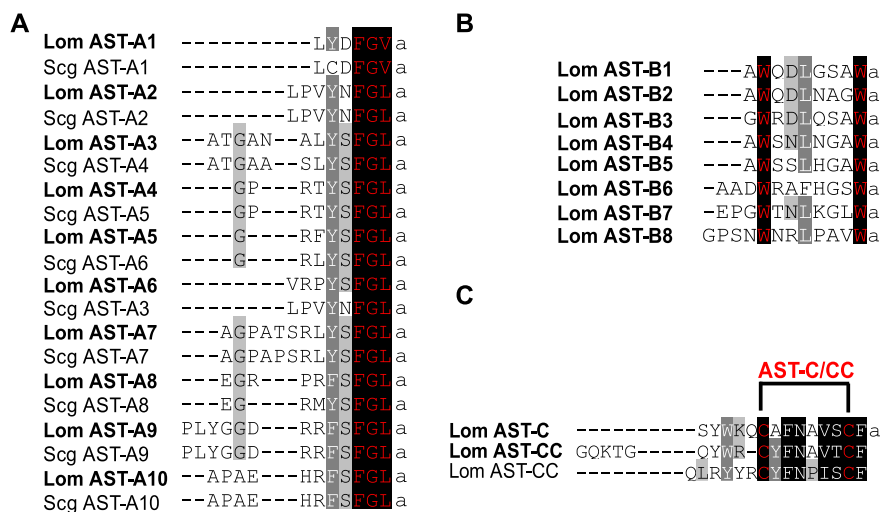 A
Lom AST-A1 ----------LYDFGVa
Scg AST-A1 ----------LCDFGVa
Lom AST-A2 --------LPVYNFGLa
Scg AST-A2 --------LPVYNFGLa
Lom AST-A3 --ATGAN--ALYSFGLa
Scg AST-A4 --ATGAA--SLYSFGLa
Lom AST-A4 ----GP---RTYSFGLa
Scg AST-A5 ----GP---RTYSFGLa
Lom AST-A5 ----G----RFYSFGLa
Scg AST-A6 ----G----RLYSFGLa
Lom AST-A6 --------VRPYSFGLa
Scg AST-A3 --------LPVYNFGLa
Lom AST-A7 ---AGPATSRLYSFGLa
Scg AST-A7 ---AGPAPSRLYSFGLa
Lom AST-A8 ---EGR---PRFSFGLa
Scg AST-A8 ---EG----RMYSFGLa
Lom AST-A9 PLYGGD---RRFSFGLa
Scg AST-A9 PLYGGD---RRFSFGLa
Lom AST-A10 --APAE---HRFSFGLa
Scg AST-A10 --APAE---HRFSFGLa
B
Lom AST-B1 ---AWQDLGSAWa
Lom AST-B2 ---AWQDLNAGWa
Lom AST-B3 ---GWRDLQSAWa
Lom AST-B4 ---AWSNLNGAWa
Lom AST-B5 ---AWSSLHGAWa
Lom AST-B6 AADWRAFHGSWa
Lom AST-B7 -EPGWTNLKGLWa
Lom AST-B8 GPSNWNRLPAVWa
C
AST-C/CC
Lom AST-C ---------SYWKQCAFNAVSCFa
Lom AST-CC GQKTG----QYWR-CYFNAVTCF
Lom AST-CC --------QLRYYRCYFNPISCF